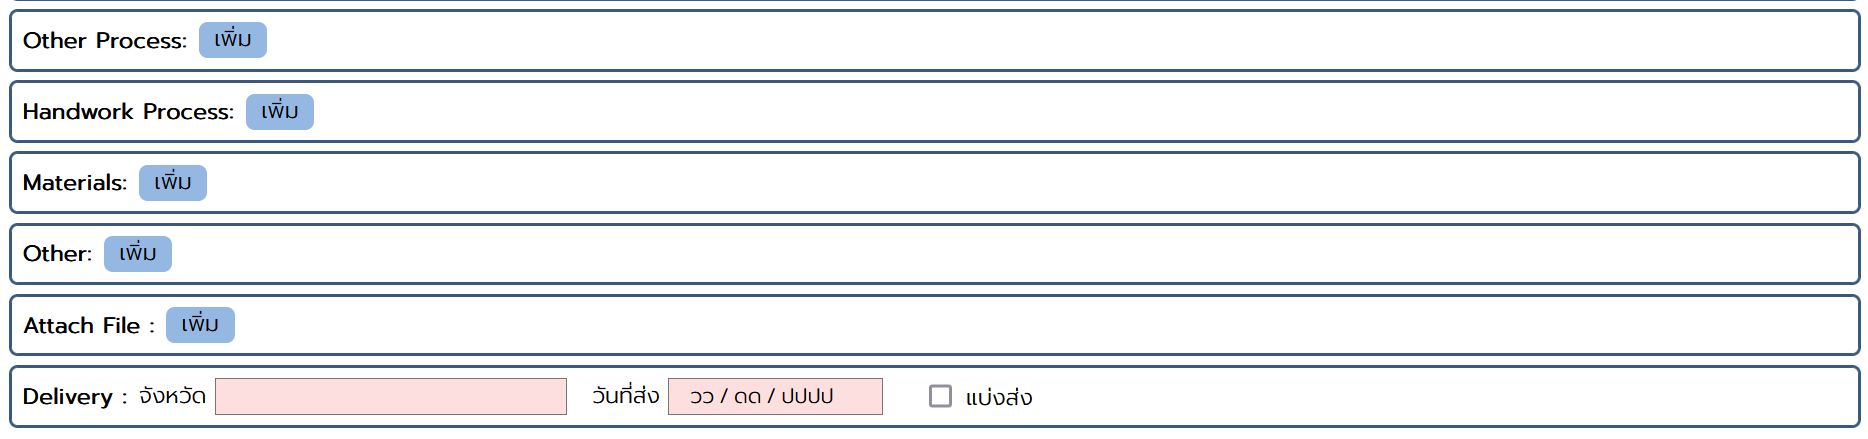 Other Process: เพิ่ม
Handwork Process: เพิ่ม
Materials: เพิ่ม
Other: เพิ่ม
Attach File : เพิ่ม
Delivery : จังหวัด วันที่ส่ง วว / ดด / ปปปป แบ่งส่ง